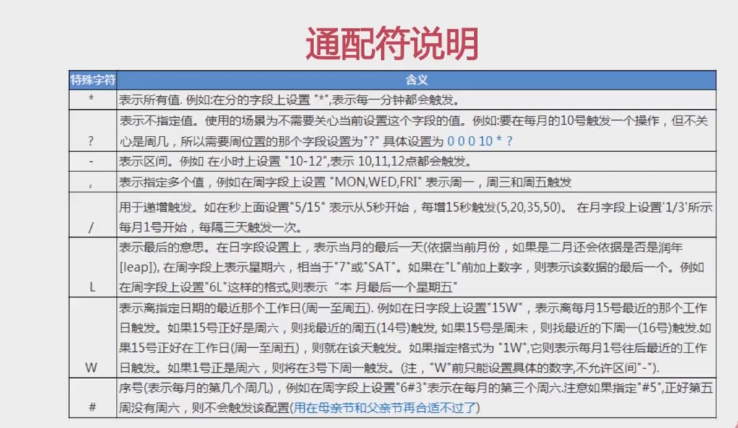 通配符说明
特殊字符 含义
* 表示所有值. 例如:在分的字段上设置 "*",表示每一分钟都会触发。
表示不指定值。使用的场景为不需要关心当前设置这个字段的值。例如:要在每月的10号触发一个操作，但不关
? 心是周几，所以需要周位置的那个字段设置为"?" 具体设置为 0 0 0 10 * ?
- 表示区间。例如 在小时上设置 "10-12",表示 10,11,12点都会触发。
, 表示指定多个值，例如在周字段上设置 "MON,WED,FRI" 表示周一，周三和周五触发
用于递增触发。如在秒上面设置"5/15" 表示从5秒开始，每增15秒触发(5,20,35,50)。 在月字段上设置'1/3'所示
/ 每月1号开始，每隔三天触发一次。
表示最后的意思。在日字段设置上，表示当月的最后一天(依据当前月份，如果是二月还会依据是否是润年
[leap]), 在周字段上表示星期六，相当于"7"或"SAT"。如果在"L"前加上数字，则表示该数据的最后一个。例如
L 在周字段上设置"6L"这样的格式,则表示“本 月最后一个星期五"
表示离指定日期的最近那个工作日(周一至周五). 例如在日字段上设置"15W"，表示离每月15号最近的那个工作
日触发。如果15号正好是周六，则找最近的周五(14号)触发, 如果15号是周未，则找最近的下周一(16号)触发.如
果15号正好在工作日(周一至周五)，则就在该天触发。如果指定格式为 "1W",它则表示每月1号往后最近的工作
W 日触发。如果1号正是周六，则将在3号下周一触发。(注，"W"前只能设置具体的数字,不允许区间"-").
序号(表示每月的第几个周几)，例如在周字段上设置"6#3"表示在每月的第三个周六.注意如果指定"#5",正好第五
# 周没有周六，则不会触发该配置(用在母亲节和父亲节再合适不过了)